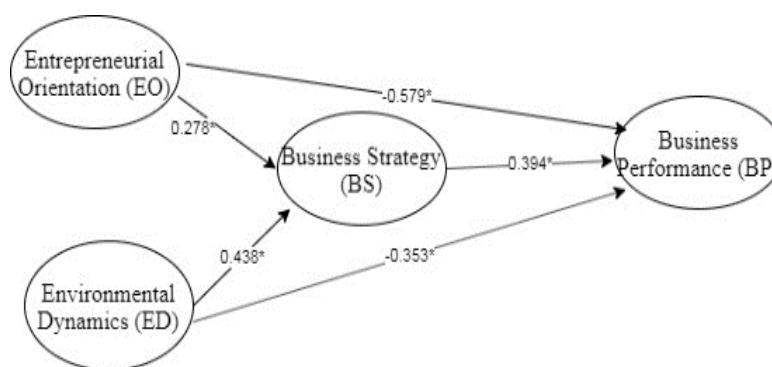 Entrepreneurial
Orientation (EO)
-0.579*
0.278*
Business Strategy
(BS)
0.394*
Business
Performance (BP
0.438*
-0.353*
Environmental
Dynamics (ED)